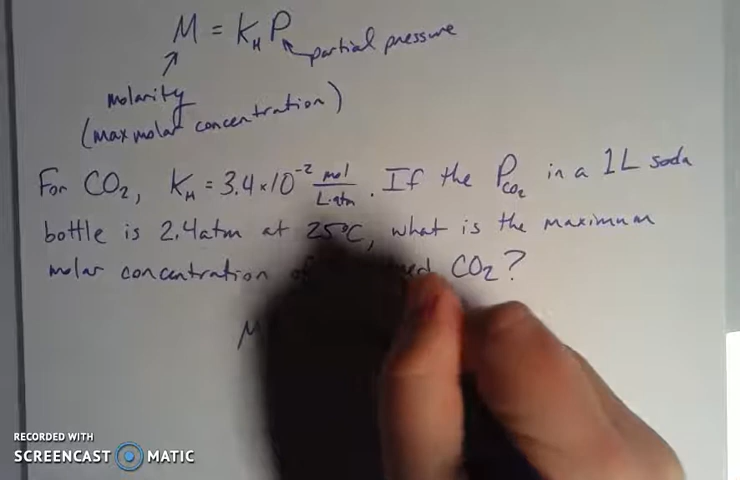 M = K_H P
partial pressure
molarity
(max molar concentration)
For CO₂, K_H = 3.4×10⁻² mol/L·atm. If the P_CO₂ in a 1L soda
bottle is 2.4atm at 25°C, what is the maximum
molar concentration CO₂?
M
RECORDED WITH
SCREENCAST MATIC